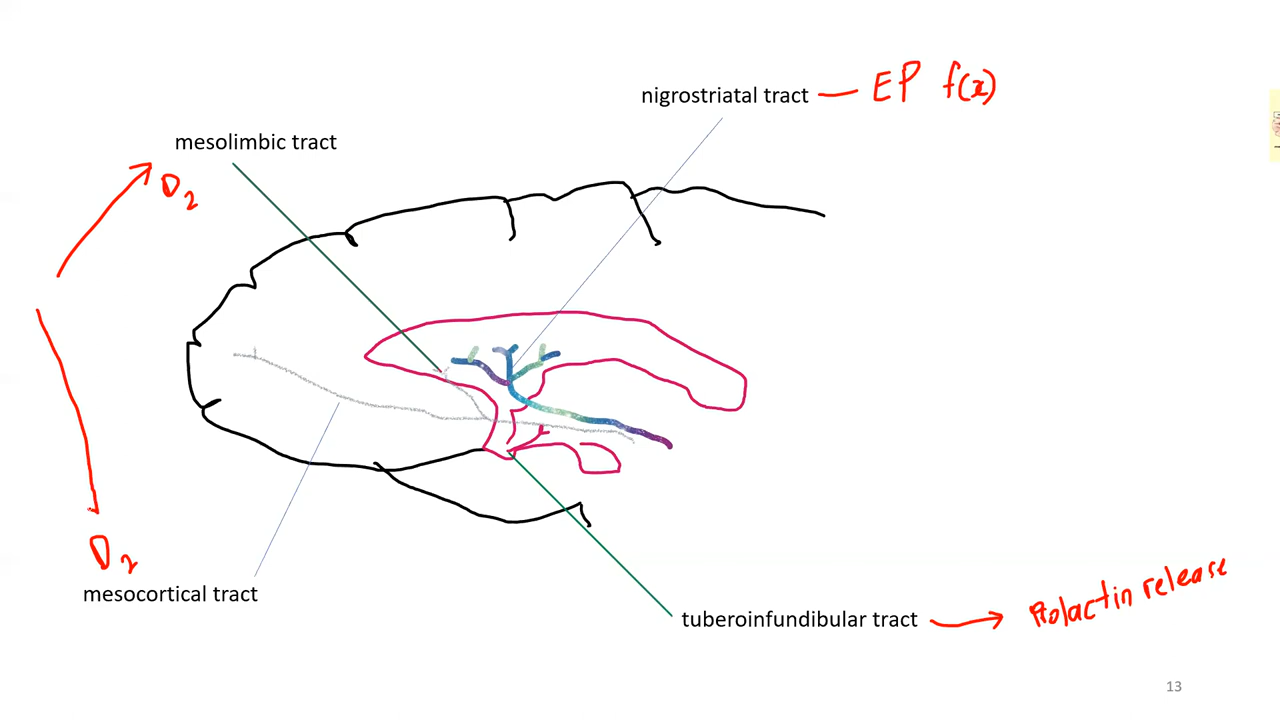 nigrostriatal tract — EP f(x)
mesolimbic tract
D2
D2
mesocortical tract
tuberoinfundibular tract → Prolactin release
13